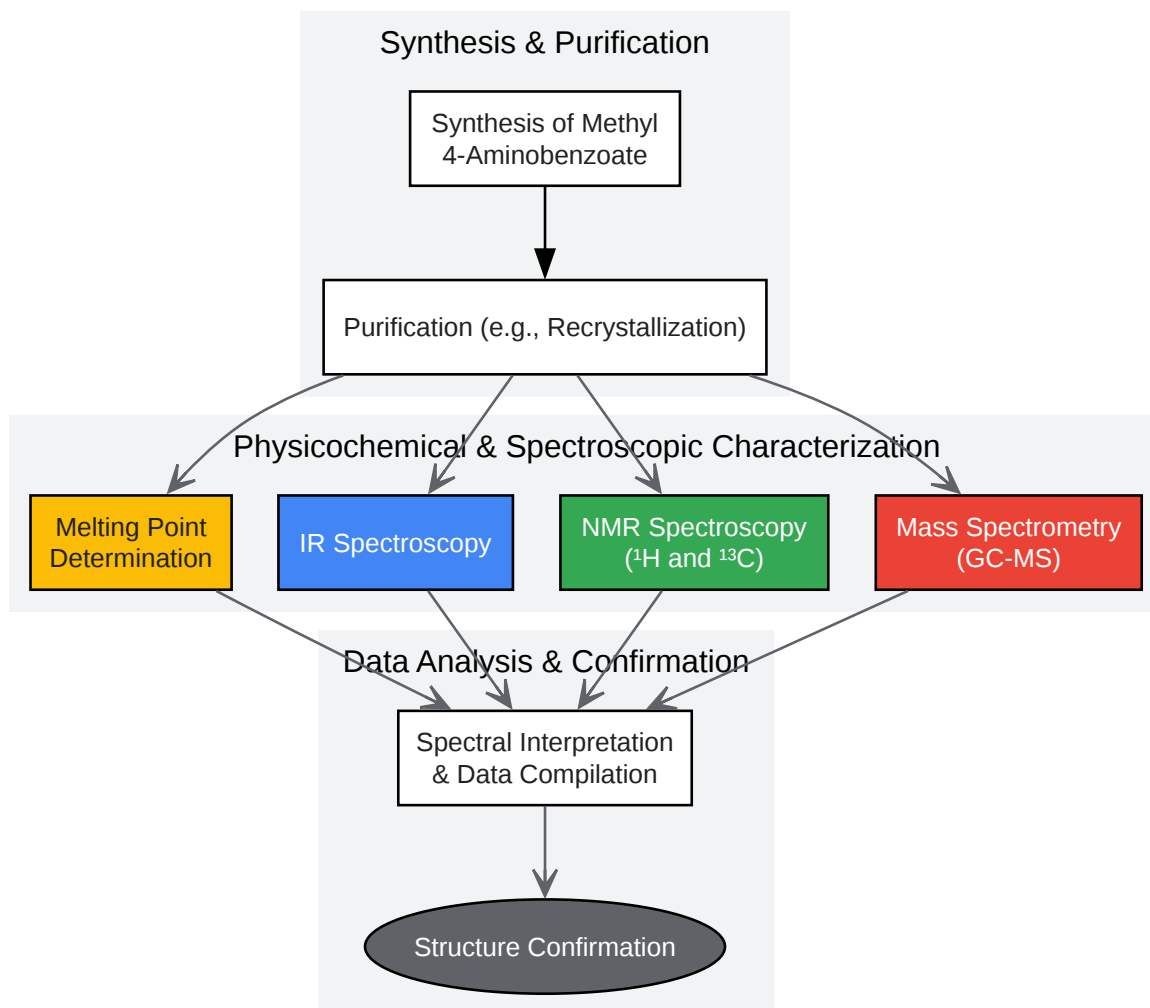 Synthesis & Purification
Synthesis of Methyl
4-Aminobenzoate
Purification (e.g., Recrystallization)
Physicochemical & Spectroscopic Characterization
Melting Point
Determination
IR Spectroscopy
NMR Spectroscopy
(¹H and ¹³C)
Mass Spectrometry
(GC-MS)
Data Analysis & Confirmation
Spectral Interpretation
& Data Compilation
Structure Confirmation